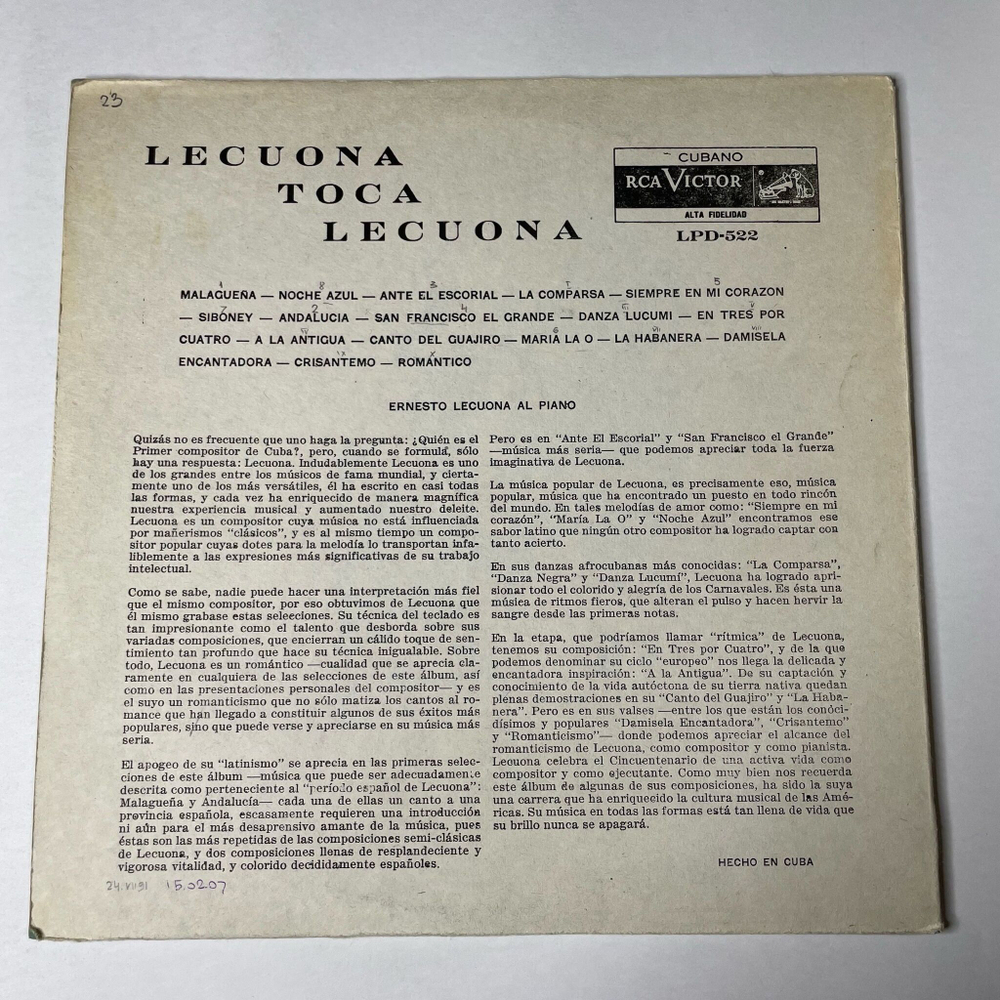 23
LECUONA
TOCA
LECUONA
CUBANO
RCA VICTOR
"HIS MASTER'S VOICE"
ALTA FIDELIDAD
LPD-522
MALAGUEÑA — NOCHE AZUL — ANTE EL ESCORIAL — LA COMPARSA — SIEMPRE EN MI CORAZON
— SIBONEY — ANDALUCIA — SAN FRANCISCO EL GRANDE — DANZA LUCUMI — EN TRES POR
CUATRO — A LA ANTIGUA — CANTO DEL GUAJIRO — MARIA LA O — LA HABANERA — DAMISELA
ENCANTADORA — CRISANTEMO — ROMANTICO
ERNESTO LECUONA AL PIANO
Quizás no es frecuente que uno haga la pregunta: ¿Quién es el
Primer compositor de Cuba?, pero, cuando se formula, sólo
hay una respuesta: Lecuona. Indudablemente Lecuona es uno
de los grandes entre los músicos de fama mundial, y cierta-
mente uno de los más versátiles, él ha escrito en casi todas
las formas, y cada vez ha enriquecido de manera magnífica
nuestra experiencia musical y aumentado nuestro deleite.
Lecuona es un compositor cuya música no está influenciada
por mañerismos "clásicos", y es al mismo tiempo un compo-
sitor popular cuyas dotes para la melodía lo transportan infa-
liblemente a las expresiones más significativas de su trabajo
intelectual.
Como se sabe, nadie puede hacer una interpretación más fiel
que el mismo compositor, por eso obtuvimos de Lecuona que
él mismo grabase estas selecciones. Su técnica del teclado es
tan impresionante como el talento que desborda sobre sus
variadas composiciones, que encierran un cálido toque de sen-
timiento tan profundo que hace su técnica inigualable. Sobre
todo, Lecuona es un romántico —cualidad que se aprecia cla-
ramente en cualquiera de las selecciones de este álbum, así
como en las presentaciones personales del compositor— y es
el suyo un romanticismo que no sólo matiza los cantos al ro-
mance que han llegado a constituir algunos de sus éxitos más
populares, sino que puede verse y apreciarse en su música más
seria.
El apogeo de su "latinismo" se aprecia en las primeras selec-
ciones de este álbum —música que puede ser adecuadamente
descrita como perteneciente al "período español de Lecuona":
Malagueña y Andalucía— cada una de ellas un canto a una
provincia española, escasamente requieren una introducción
ni aún para el más desaprensivo amante de la música, pues
éstas son las más repetidas de las composiciones semi-clásicas
de Lecuona, y dos composiciones llenas de resplandeciente y
vigorosa vitalidad, y colorido decididamente españoles.
24.VII91 15.0207
Pero es en "Ante El Escorial" y "San Francisco el Grande"
—música más seria— que podemos apreciar toda la fuerza
imaginativa de Lecuona.
La música popular de Lecuona, es precisamente eso, música
popular, música que ha encontrado un puesto en todo rincón
del mundo. En tales melodías de amor como: "Siempre en mi
corazón", "María La O" y "Noche Azul" encontramos ese
sabor latino que ningún otro compositor ha logrado captar con
tanto acierto.
En sus danzas afrocubanas más conocidas: "La Comparsa",
"Danza Negra" y "Danza Lucumí", Lecuona ha logrado apri-
sionar todo el colorido y alegría de los Carnavales. Es ésta una
música de ritmos fieros, que alteran el pulso y hacen hervir la
sangre desde las primeras notas.
En la etapa, que podríamos llamar "rítmica" de Lecuona,
tenemos su composición: "En Tres por Cuatro", y de la que
podemos denominar su ciclo "europeo" nos llega la delicada y
encantadora inspiración: "A la Antigua". De su captación y
conocimiento de la vida autóctona de su tierra nativa quedan
plenas demostraciones en su "Canto del Guajiro" y "La Haba-
nera". Pero es en sus valses —entre los que están los conóci-
dísimos y populares "Damisela Encantadora", "Crisantemo"
y "Romanticismo"— donde podemos apreciar el alcance del
romanticismo de Lecuona, como compositor y como pianista.
Lecuona celebra el Cincuentenario de una activa vida como
compositor y como ejecutante. Como muy bien nos recuerda
este álbum de algunas de sus composiciones, ha sido la suya
una carrera que ha enriquecido la cultura musical de las Amé-
ricas. Su música en todas las formas está tan llena de vida que
su brillo nunca se apagará.
HECHO EN CUBA